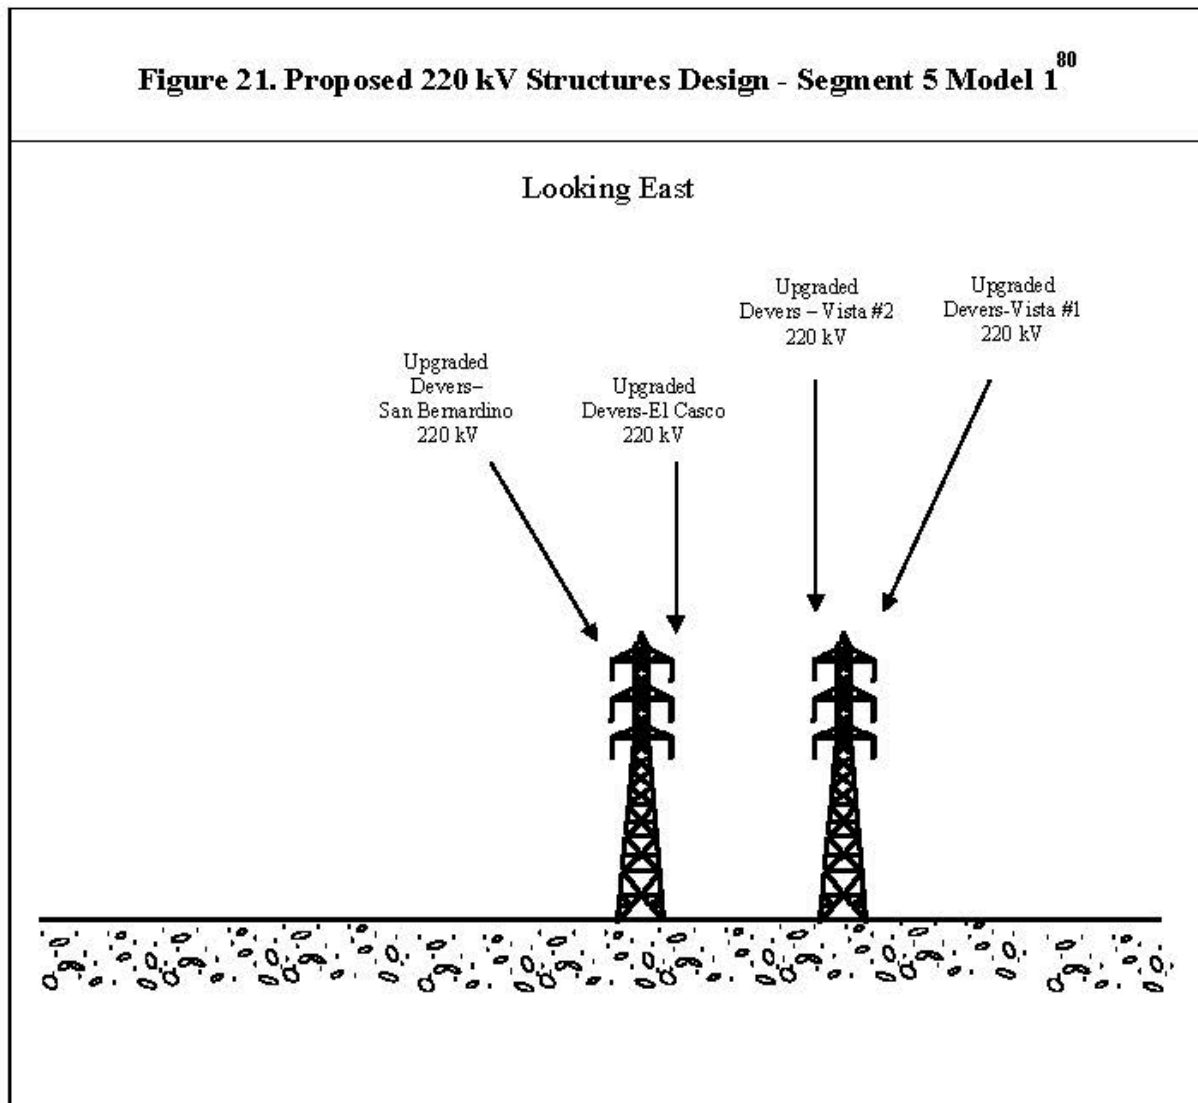 Figure 21. Proposed 220 kV Structures Design - Segment 5 Model 1 80
Looking East
Upgraded
Devers–
San Bernardino
220 kV
Upgraded
Devers-El Casco
220 kV
Upgraded
Devers – Vista #2
220 kV
Upgraded
Devers-Vista #1
220 kV